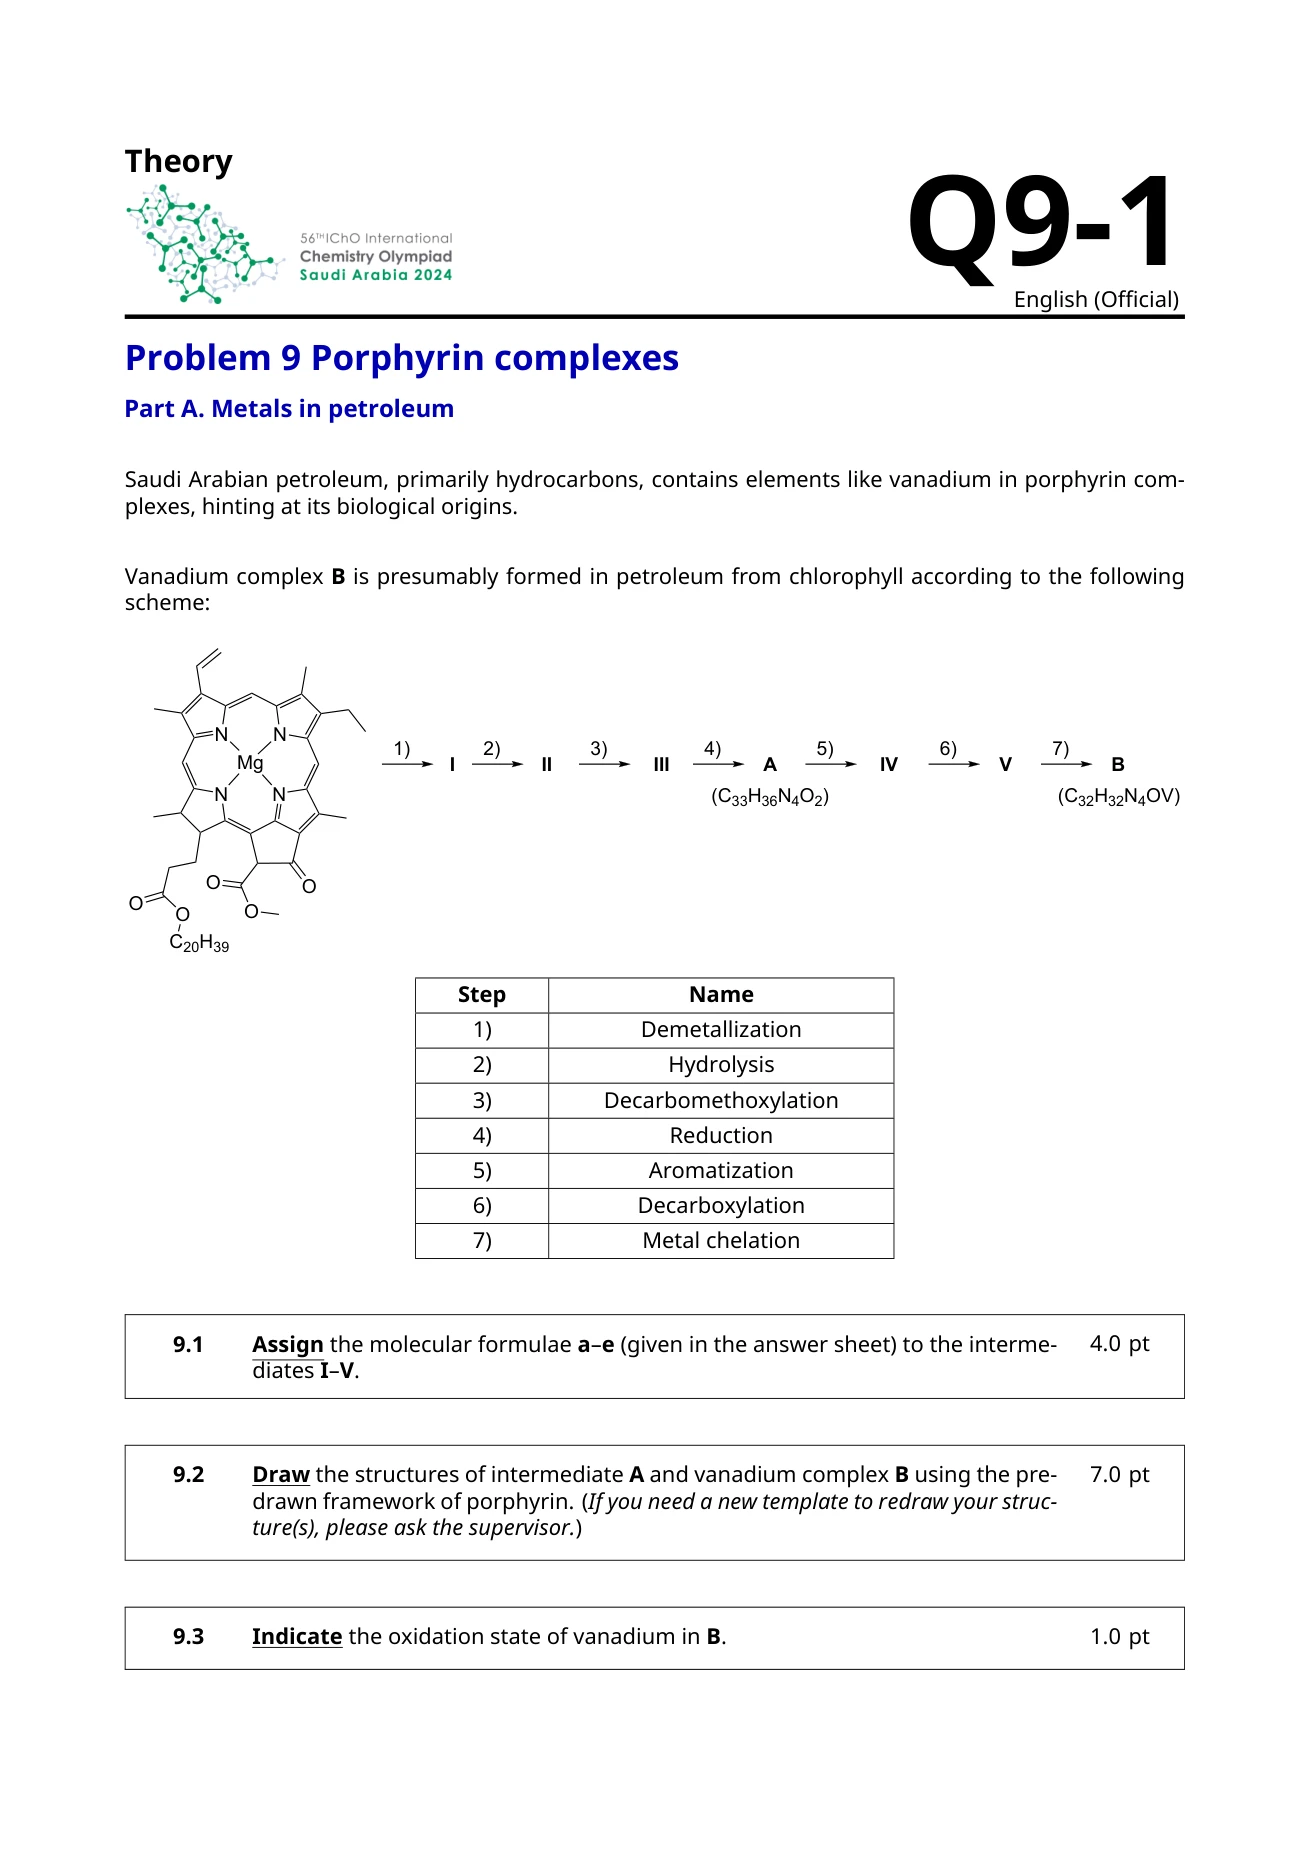 Theory
Q9-1
56THIChO International
Chemistry Olympiad
Saudi Arabia 2024
English (Official)
Problem 9 Porphyrin complexes
Part A. Metals in petroleum
Saudi Arabian petroleum, primarily hydrocarbons, contains elements like vanadium in porphyrin com-
plexes, hinting at its biological origins.
Vanadium complex B is presumably formed in petroleum from chlorophyll according to the following
scheme:
N N
Mg
N N
O O
O O
O
C20H39
1) I 2) II 3) III 4) A 5) IV 6) V 7) B
(C33H36N4O2) (C32H32N4OV)
Step Name
1) Demetallization
2) Hydrolysis
3) Decarbomethoxylation
4) Reduction
5) Aromatization
6) Decarboxylation
7) Metal chelation
9.1 Assign the molecular formulae a–e (given in the answer sheet) to the interme- 4.0 pt
diates I–V.
9.2 Draw the structures of intermediate A and vanadium complex B using the pre- 7.0 pt
drawn framework of porphyrin. (If you need a new template to redraw your struc-
ture(s), please ask the supervisor.)
9.3 Indicate the oxidation state of vanadium in B. 1.0 pt